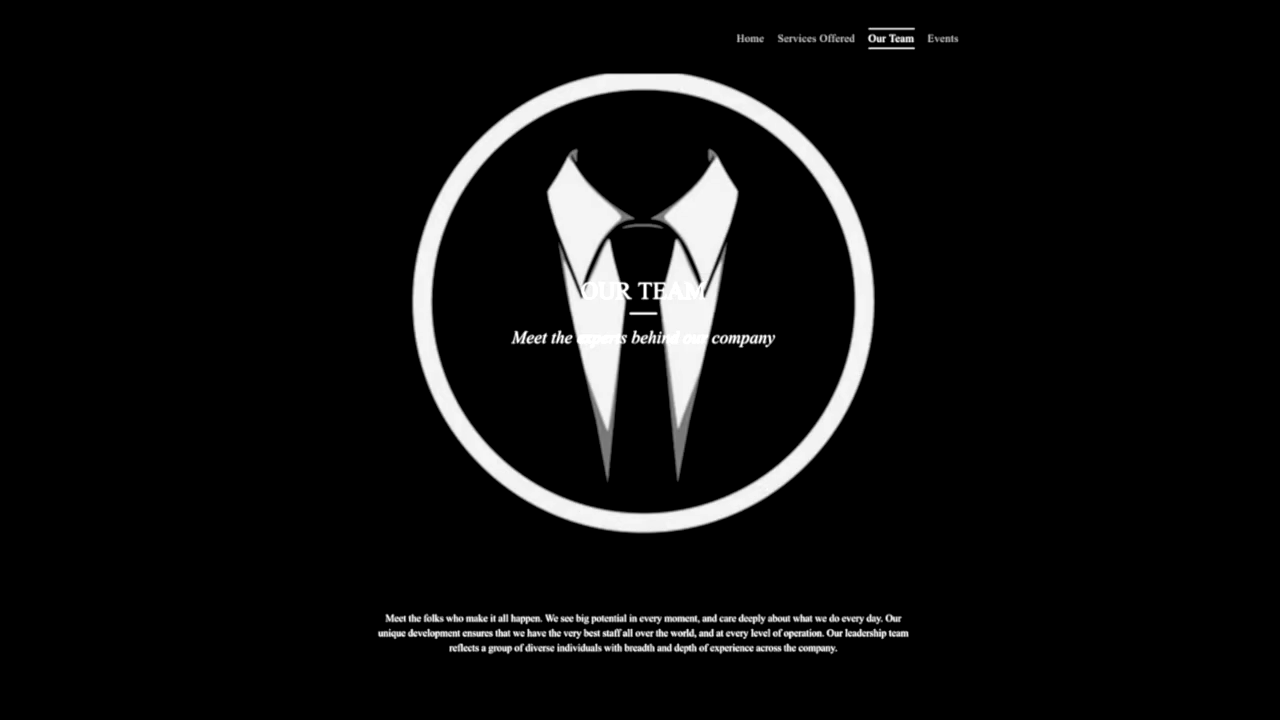 Home Services Offered Our Team Events
OUR TEAM
Meet the experts behind our company
Meet the folks who make it all happen. We see big potential in every moment, and care deeply about what we do every day. Our
unique development ensures that we have the very best staff all over the world, and at every level of operation. Our leadership team
reflects a group of diverse individuals with breadth and depth of experience across the company.